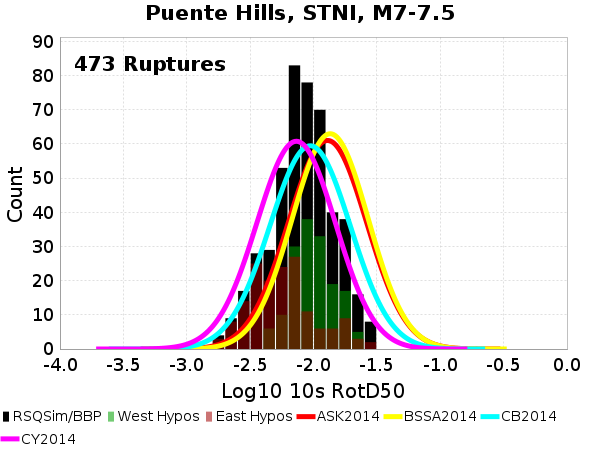 Puente Hills, STNI, M7-7.5
473 Ruptures
Count
90
80
70
60
50
40
30
20
10
0
-4.0 -3.5 -3.0 -2.5 -2.0 -1.5 -1.0 -0.5 0.0
Log10 10s RotD50
RSQSim/BBP West Hypos East Hypos ASK2014 BSSA2014 CB2014
CY2014